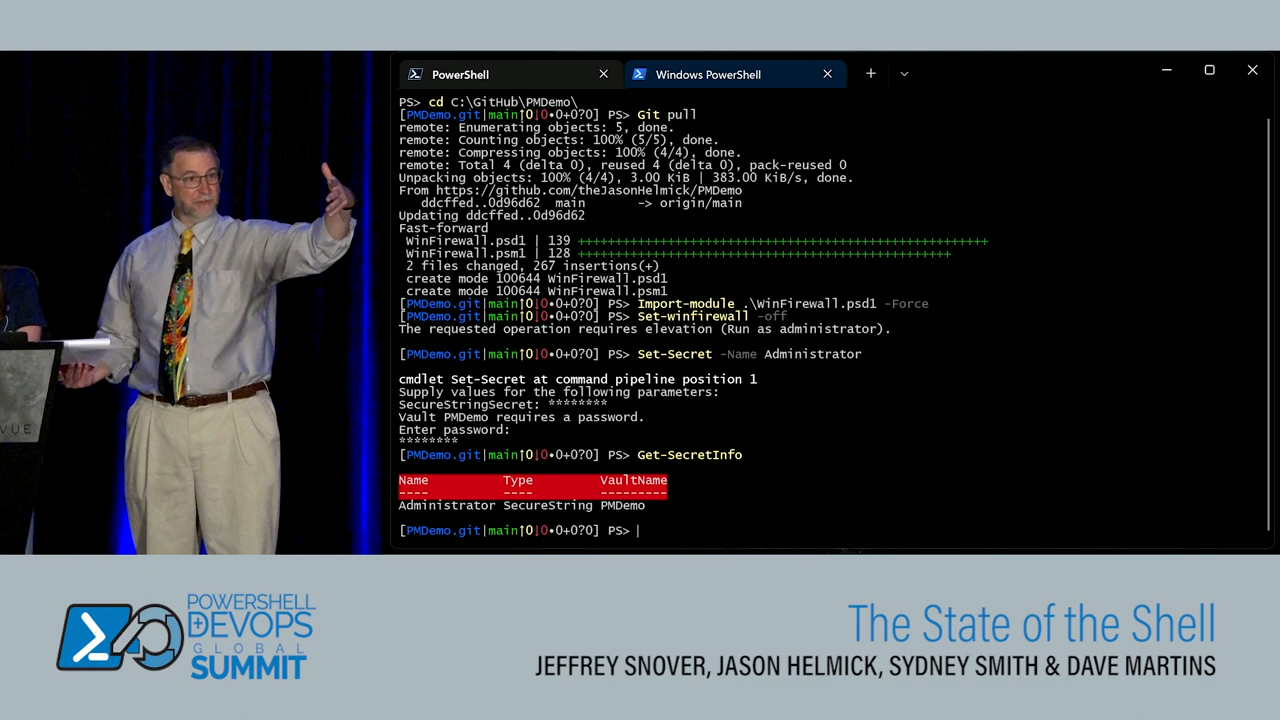 PowerShell
Windows PowerShell
PS> cd C:\GitHub\PMDemo\
[PMDemo.git|main↑0↓0•0+0?0] PS> Git pull
remote: Enumerating objects: 5, done.
remote: Counting objects: 100% (5/5), done.
remote: Compressing objects: 100% (4/4), done.
remote: Total 4 (delta 0), reused 4 (delta 0), pack-reused 0
Unpacking objects: 100% (4/4), 3.00 KiB | 383.00 KiB/s, done.
From https://github.com/theJasonHelmick/PMDemo
ddcffed..0d96d62 main -> origin/main
Updating ddcffed..0d96d62
Fast-forward
WinFirewall.psd1 | 139 +++++++++++++++++++++++++++++++++++++++++++++++++++++++
WinFirewall.psm1 | 128 ++++++++++++++++++++++++++++++++++++++++++++++++++
2 files changed, 267 insertions(+)
create mode 100644 WinFirewall.psd1
create mode 100644 WinFirewall.psm1
[PMDemo.git|main↑0↓0•0+0?0] PS> Import-module .\WinFirewall.psd1 -Force
[PMDemo.git|main↑0↓0•0+0?0] PS> Set-winfirewall -off
The requested operation requires elevation (Run as administrator).
[PMDemo.git|main↑0↓0•0+0?0] PS> Set-Secret -Name Administrator
cmdlet Set-Secret at command pipeline position 1
Supply values for the following parameters:
SecureStringSecret: ********
Vault PMDemo requires a password.
Enter password:
********
[PMDemo.git|main↑0↓0•0+0?0] PS> Get-SecretInfo
Name Type VaultName
---- ---- ---------
Administrator SecureString PMDemo
[PMDemo.git|main↑0↓0•0+0?0] PS>
VUE
POWERSHELL
+DEVOPS
GLOBAL
SUMMIT
The State of the Shell
JEFFREY SNOVER, JASON HELMICK, SYDNEY SMITH & DAVE MARTINS